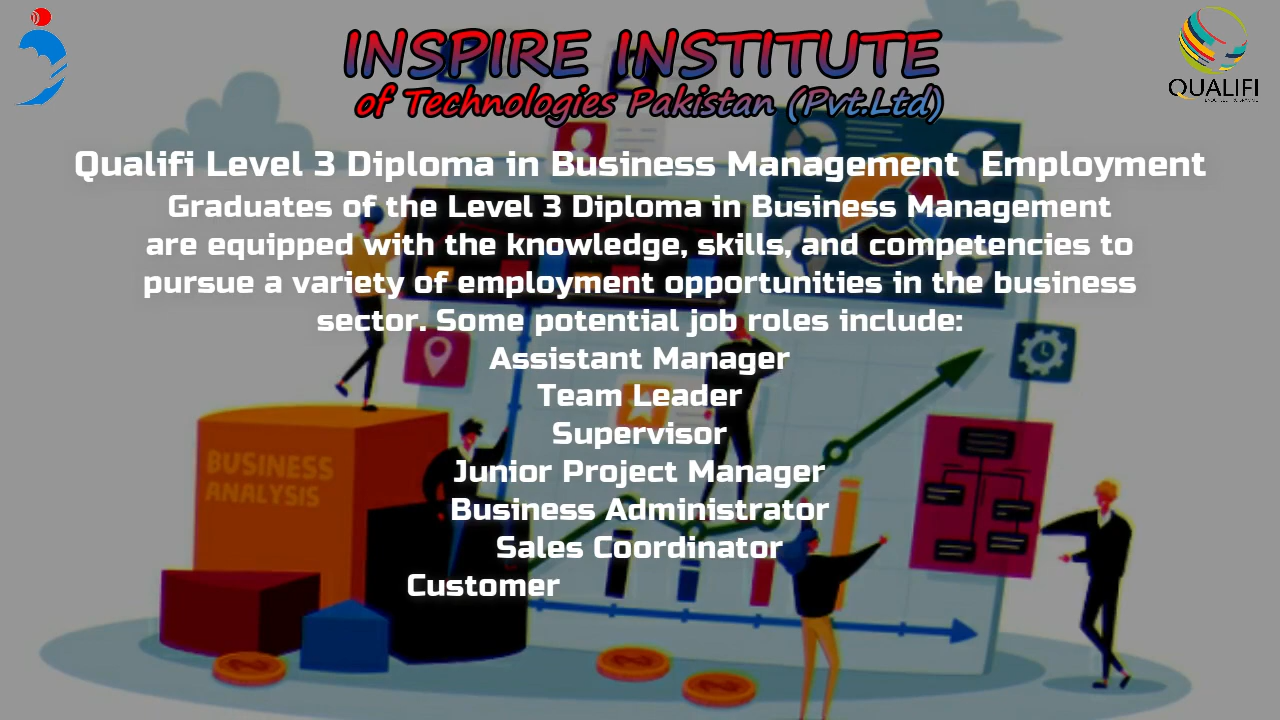 INSPIRE INSTITUTE
of Technologies Pakistan (Pvt.Ltd)
QUALIFI
Qualifi Level 3 Diploma in Business Management Employment
Graduates of the Level 3 Diploma in Business Management
are equipped with the knowledge, skills, and competencies to
pursue a variety of employment opportunities in the business
sector. Some potential job roles include:
Assistant Manager
Team Leader
Supervisor
Junior Project Manager
Business Administrator
Sales Coordinator
Customer
BUSINESS
ANALYSIS